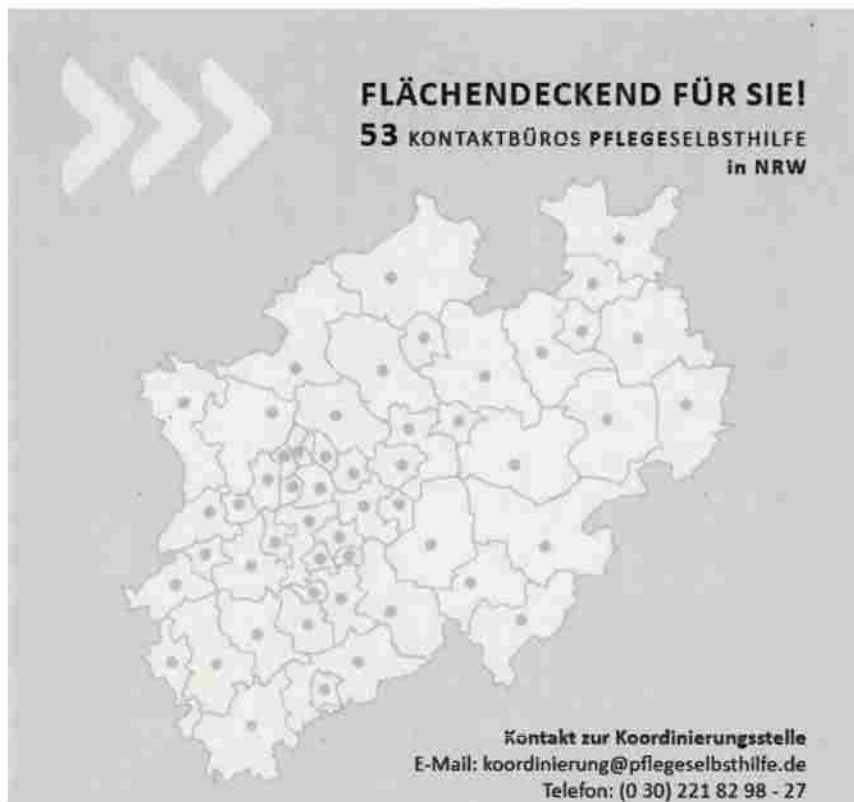 FLÄCHENDECKEND FÜR SIE!
53 KONTAKTBÜROS PFLEGESELBSTHILFE
in NRW
Kontakt zur Koordinierungsstelle
E-Mail: koordinierung@pflegeselbsthilfe.de
Telefon: (0 30) 221 82 98 - 27